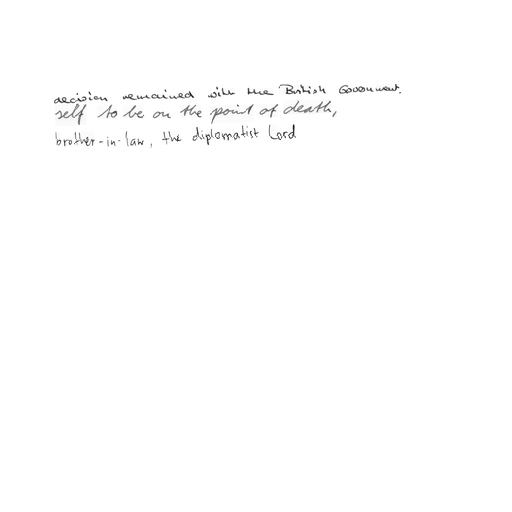 decision remained with the British Government.
self to be on the point of death,
brother-in-law, the diplomatist Lord